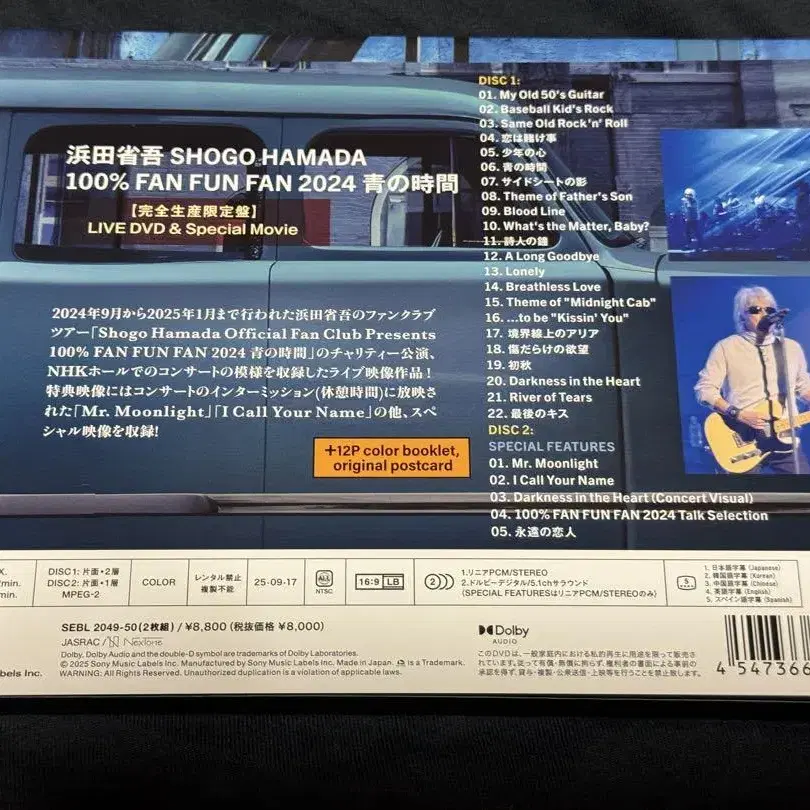 浜田省吾 SHOGO HAMADA
100% FAN FUN FAN 2024 青の時間
【完全生産限定盤】
LIVE DVD & Special Movie
2024年9月から2025年1月まで行われた浜田省吾のファンクラブ
ツアー「Shogo Hamada Official Fan Club Presents
100% FAN FUN FAN 2024 青の時間」のチャリティー公演、
NHKホールでのコンサートの模様を収録したライブ映像作品！
特典映像にはコンサートのインターミッション(休憩時間)に放映さ
れた「Mr. Moonlight」「I Call Your Name」の他、スペ
シャル映像を収録！
+12P color booklet,
original postcard
DISC 1:
01. My Old 50's Guitar
02. Baseball Kid's Rock
03. Same Old Rock'n' Roll
04. 恋は賭け事
05. 少年の心
06. 青の時間
07. サイドシートの影
08. Theme of Father's Son
09. Blood Line
10. What's the Matter, Baby?
11. 詩人の鐘
12. A Long Goodbye
13. Lonely
14. Breathless Love
15. Theme of "Midnight Cab"
16. ...to be "Kissin' You"
17. 境界線上のアリア
18. 傷だらけの欲望
19. 初秋
20. Darkness in the Heart
21. River of Tears
22. 最後のキス
DISC 2:
SPECIAL FEATURES
01. Mr. Moonlight
02. I Call Your Name
03. Darkness in the Heart (Concert Visual)
04. 100% FAN FUN FAN 2024 Talk Selection
05. 永遠の恋人
X.
min.
min.
DISC1: 片面・2層
DISC2: 片面・1層
MPEG-2
COLOR
レンタル禁止
複製不能
25-09-17
ALL
NTSC
16:9 LB
2
1.リニアPCM/STEREO
2.ドルビーデジタル/5.1chサラウンド
(SPECIAL FEATURESはリニアPCM/STEREOのみ)
5
1. 日本語字幕 (Japanese)
2. 韓国語字幕 (Korean)
3. 中国語字幕 (Chinese)
4. 英語字幕 (English)
5. スペイン語字幕 (Spanish)
SEBL 2049-50(2枚組) / ¥8,800 (税抜価格 ¥8,000)
JASRAC NexTone
Dolby, Dolby Audio and the double-D symbol are trademarks of Dolby Laboratories.
© 2025 Sony Music Labels Inc. Manufactured by Sony Music Labels Inc. Made in Japan. is a Trademark.
WARNING: All Rights Reserved. Unauthorized duplication is a violation of applicable laws.
abels Inc.
Dolby
AUDIO
このDVDは、一般家庭内における私的再生に用途を限って販売さ
れています。従って有償・無償に拘らず、権利者の書面による事前の
承認を得ず、貸与・複製・公衆送信・上映等を行うことを禁止致します。
4 547366